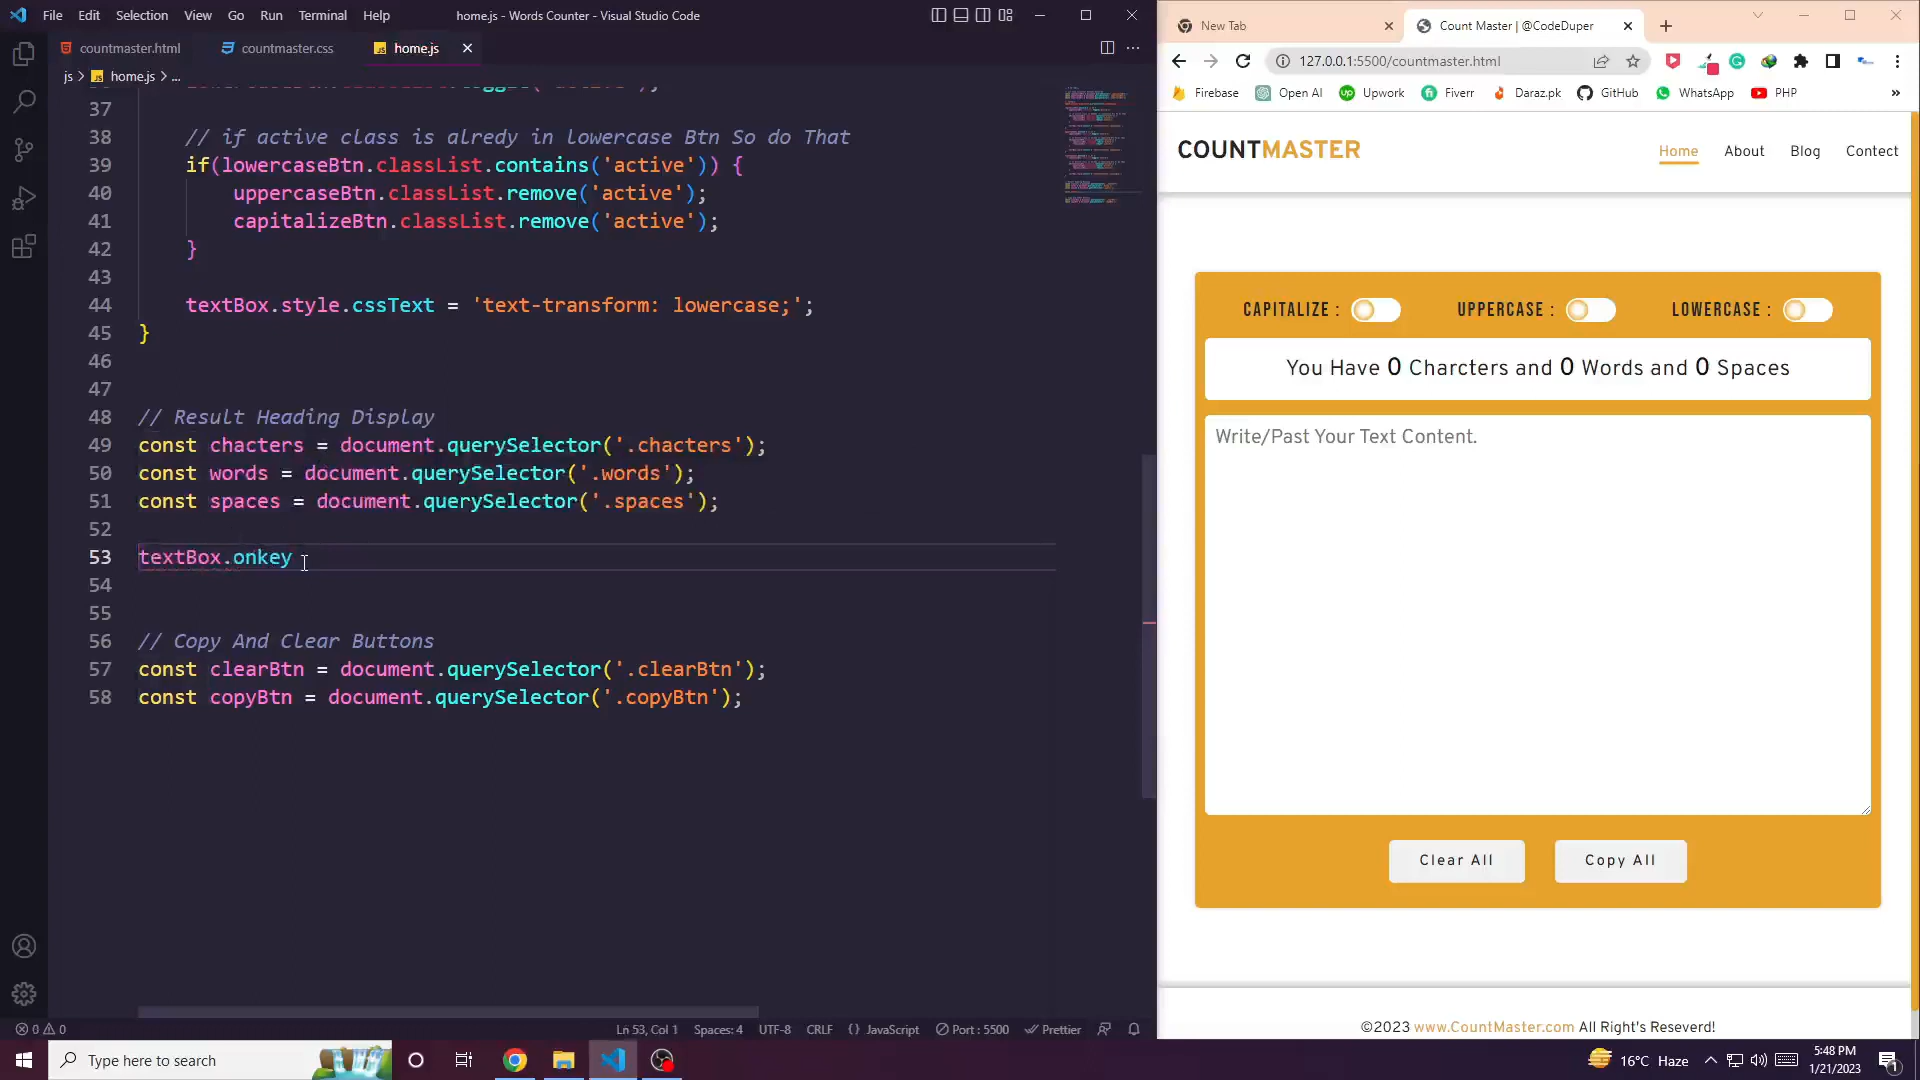 File Edit Selection View Go Run Terminal Help
home.js - Words Counter - Visual Studio Code
countmaster.html
countmaster.css
home.js
js > home.js > ...
37
38 // if active class is alredy in lowercase Btn So do That
39 if(lowercaseBtn.classList.contains('active')) {
40 uppercaseBtn.classList.remove('active');
41 capitalizeBtn.classList.remove('active');
42 }
43
44 textBox.style.cssText = 'text-transform: lowercase;';
45 }
46
47
48 // Result Heading Display
49 const chacters = document.querySelector('.chacters');
50 const words = document.querySelector('.words');
51 const spaces = document.querySelector('.spaces');
52
53 textBox.onkey
54
55
56 // Copy And Clear Buttons
57 const clearBtn = document.querySelector('.clearBtn');
58 const copyBtn = document.querySelector('.copyBtn');
0 0
Ln 53, Col 1 Spaces: 4 UTF-8 CRLF {} JavaScript Port : 5500 Prettier
New Tab
Count Master | @CodeDuper
127.0.0.1:5500/countmaster.html
Firebase Open AI Upwork Fiverr Daraz.pk GitHub WhatsApp PHP »
COUNTMASTER
Home About Blog Contact
CAPITALIZE : UPPERCASE : LOWERCASE :
You Have 0 Charcters and 0 Words and 0 Spaces
Write/Past Your Text Content.
Clear All Copy All
©2023 www.CountMaster.com All Right's Reseverd!
Type here to search
16°C Haze
5:48 PM
1/21/2023